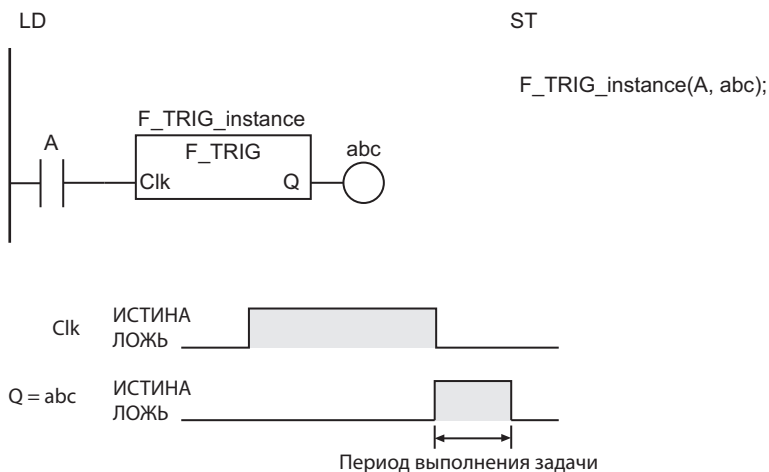 LD
ST
F_TRIG_instance(A, abc);
F_TRIG_instance
A
F_TRIG
abc
Clk
Q
Clk
ИСТИНА
ЛОЖЬ
Q = abc
ИСТИНА
ЛОЖЬ
Период выполнения задачи